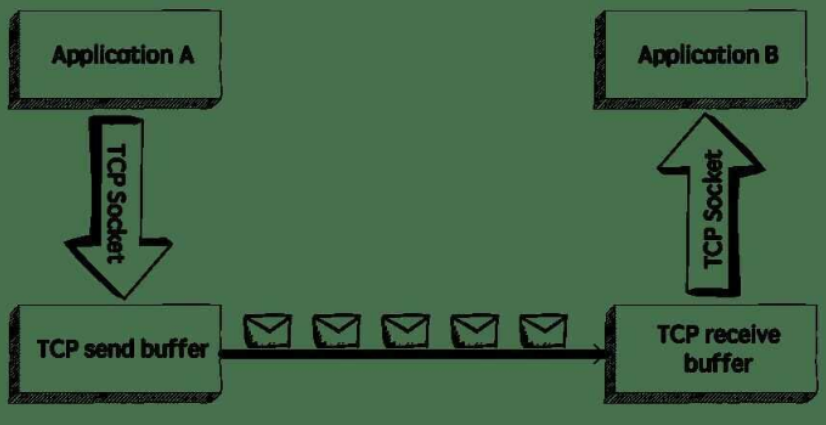 Application A
Application B
TCP Socket
TCP Socket
TCP send buffer
TCP receive
buffer